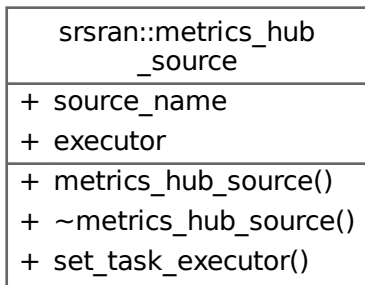 srsran::metrics_hub
_source
+ source_name
+ executor
+ metrics_hub_source()
+ ~metrics_hub_source()
+ set_task_executor()